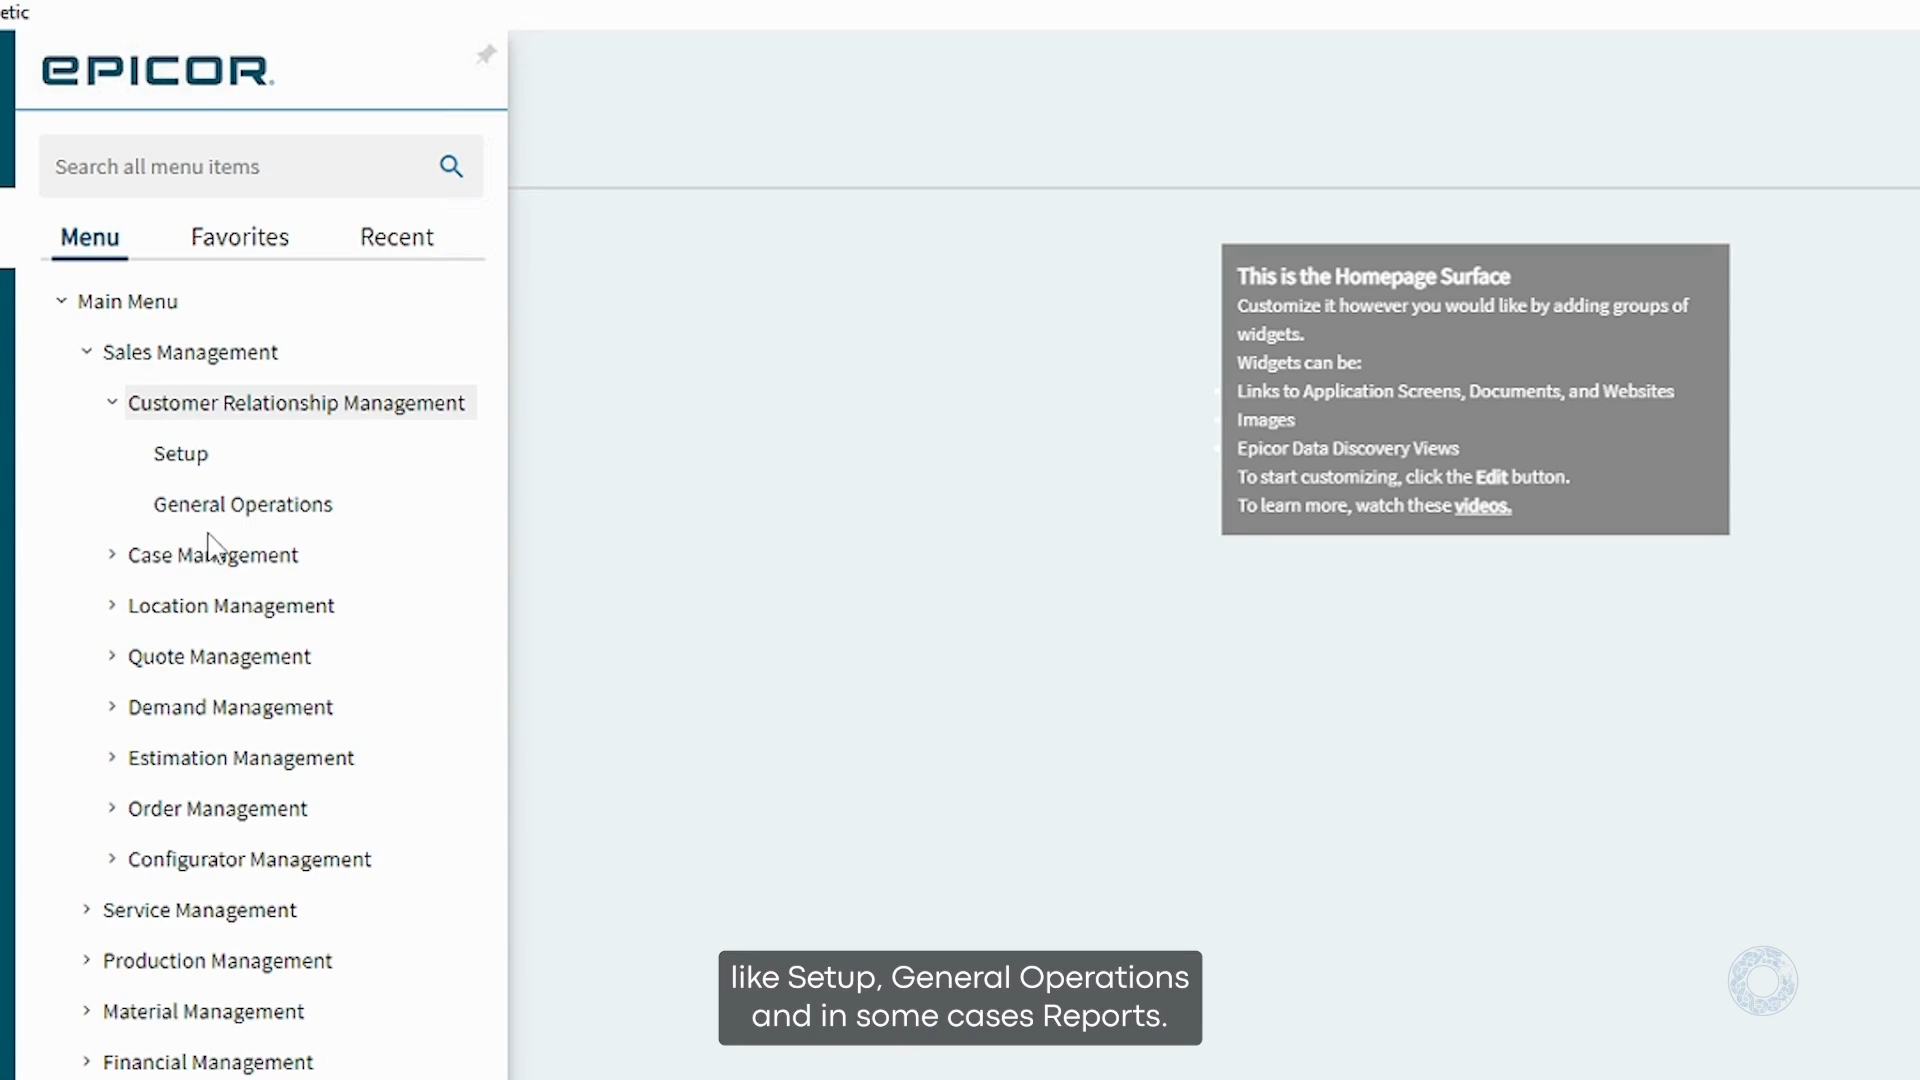 etic
EPICOR.
Search all menu items
Menu Favorites Recent
Main Menu
Sales Management
Customer Relationship Management
Setup
General Operations
Case Management
Location Management
Quote Management
Demand Management
Estimation Management
Order Management
Configurator Management
Service Management
Production Management
Material Management
Financial Management
This is the Homepage Surface
Customize it however you would like by adding groups of
widgets.
Widgets can be:
Links to Application Screens, Documents, and Websites
Images
Epicor Data Discovery Views
To start customizing, click the Edit button.
To learn more, watch these videos.
like Setup, General Operations
and in some cases Reports.